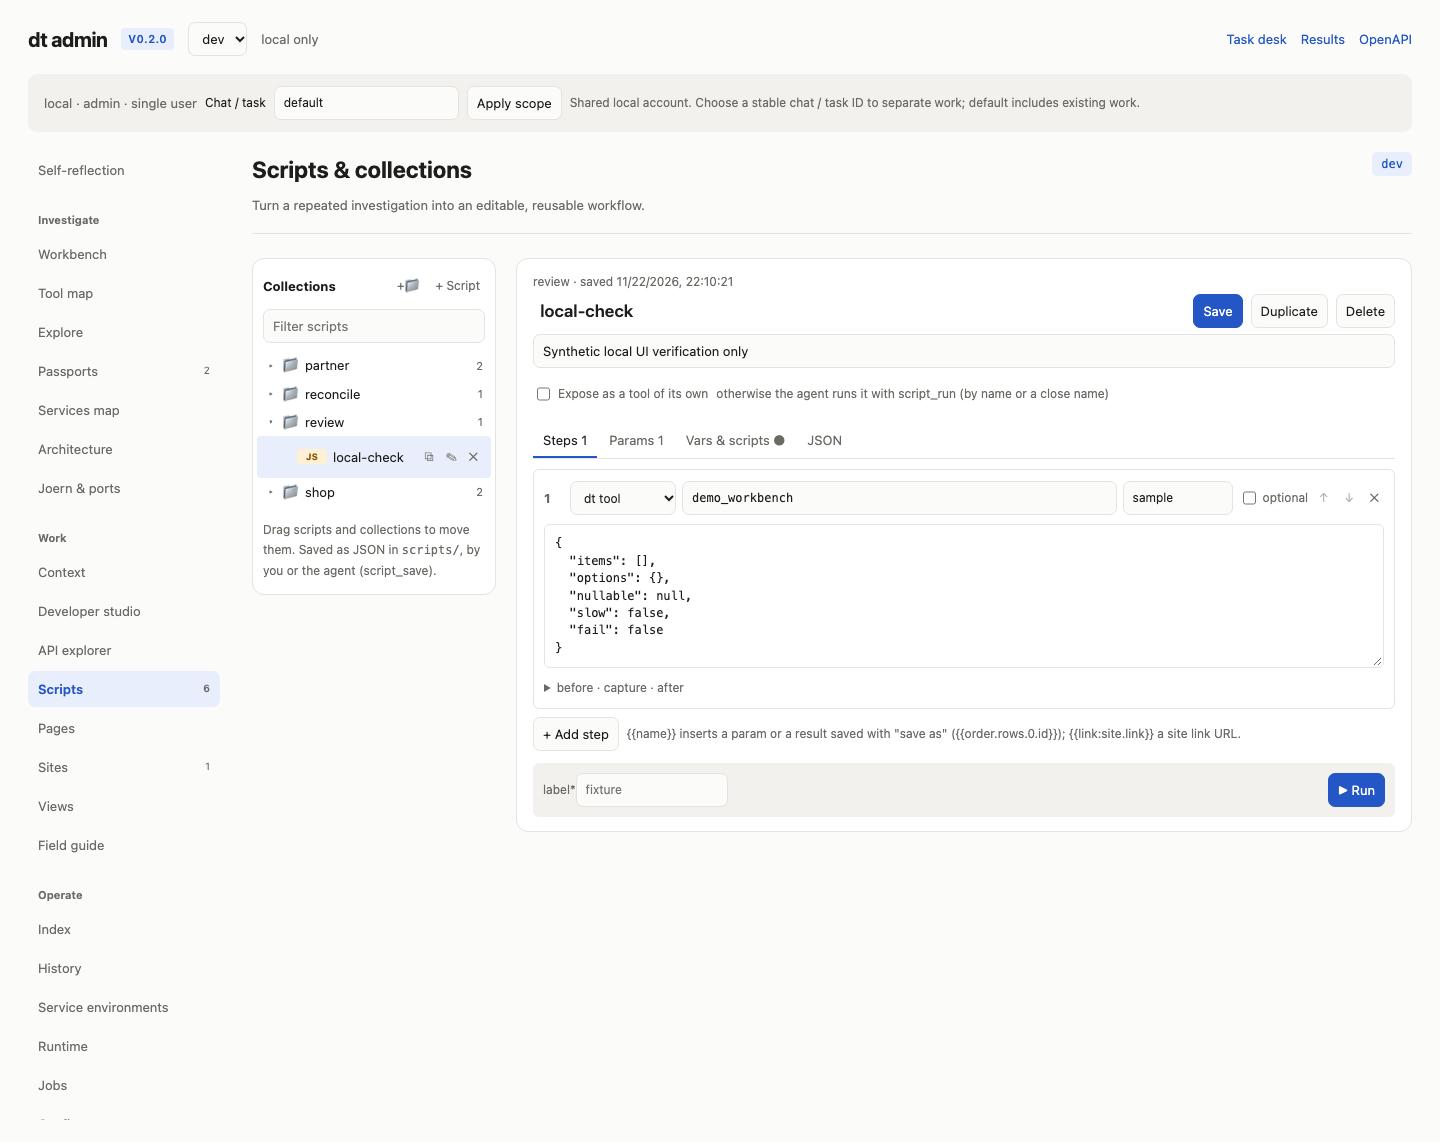 dt admin V0.2.0 dev local only Task desk Results OpenAPI
local · admin · single user Chat / task default Apply scope Shared local account. Choose a stable chat / task ID to separate work; default includes existing work.
Self-reflection
Investigate
Workbench
Tool map
Explore
Passports 2
Services map
Architecture
Joern & ports
Work
Context
Developer studio
API explorer
Scripts 6
Pages
Sites 1
Views
Field guide
Operate
Index
History
Service environments
Runtime
Jobs
Scripts & collections dev
Turn a repeated investigation into an editable, reusable workflow.
Collections + + Script
Filter scripts
partner 2
reconcile 1
review 1
JS local-check
shop 2
Drag scripts and collections to move
them. Saved as JSON in scripts/, by
you or the agent (script_save).
review · saved 11/22/2026, 22:10:21
local-check Save Duplicate Delete
Synthetic local UI verification only
Expose as a tool of its own otherwise the agent runs it with script_run (by name or a close name)
Steps 1 Params 1 Vars & scripts JSON
1 dt tool demo_workbench sample optional ↑ ↓ ×
{
"items": [],
"options": {},
"nullable": null,
"slow": false,
"fail": false
}
before · capture · after
+ Add step {{name}} inserts a param or a result saved with "save as" ({{order.rows.0.id}}); {{link:site.link}} a site link URL.
label* fixture Run